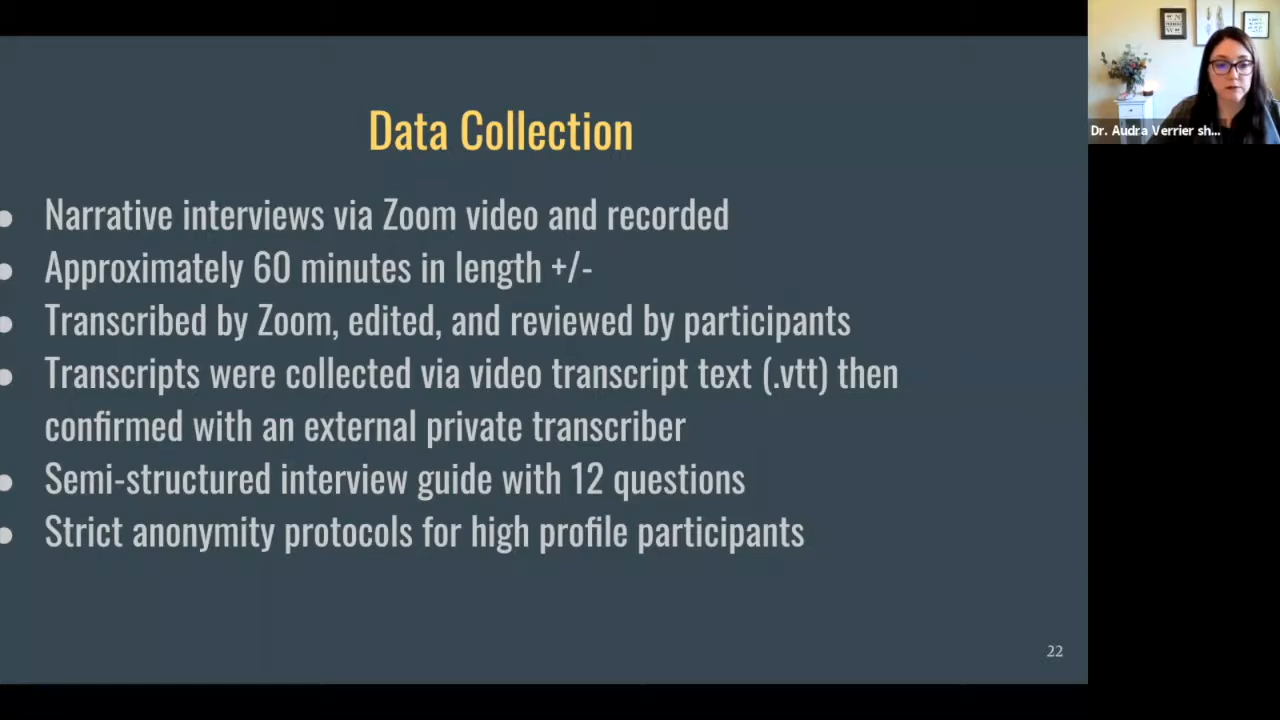 Data Collection
Narrative interviews via Zoom video and recorded
Approximately 60 minutes in length +/-
Transcribed by Zoom, edited, and reviewed by participants
Transcripts were collected via video transcript text (.vtt) then
confirmed with an external private transcriber
Semi-structured interview guide with 12 questions
Strict anonymity protocols for high profile participants
22
Dr. Audra Verrier sh...